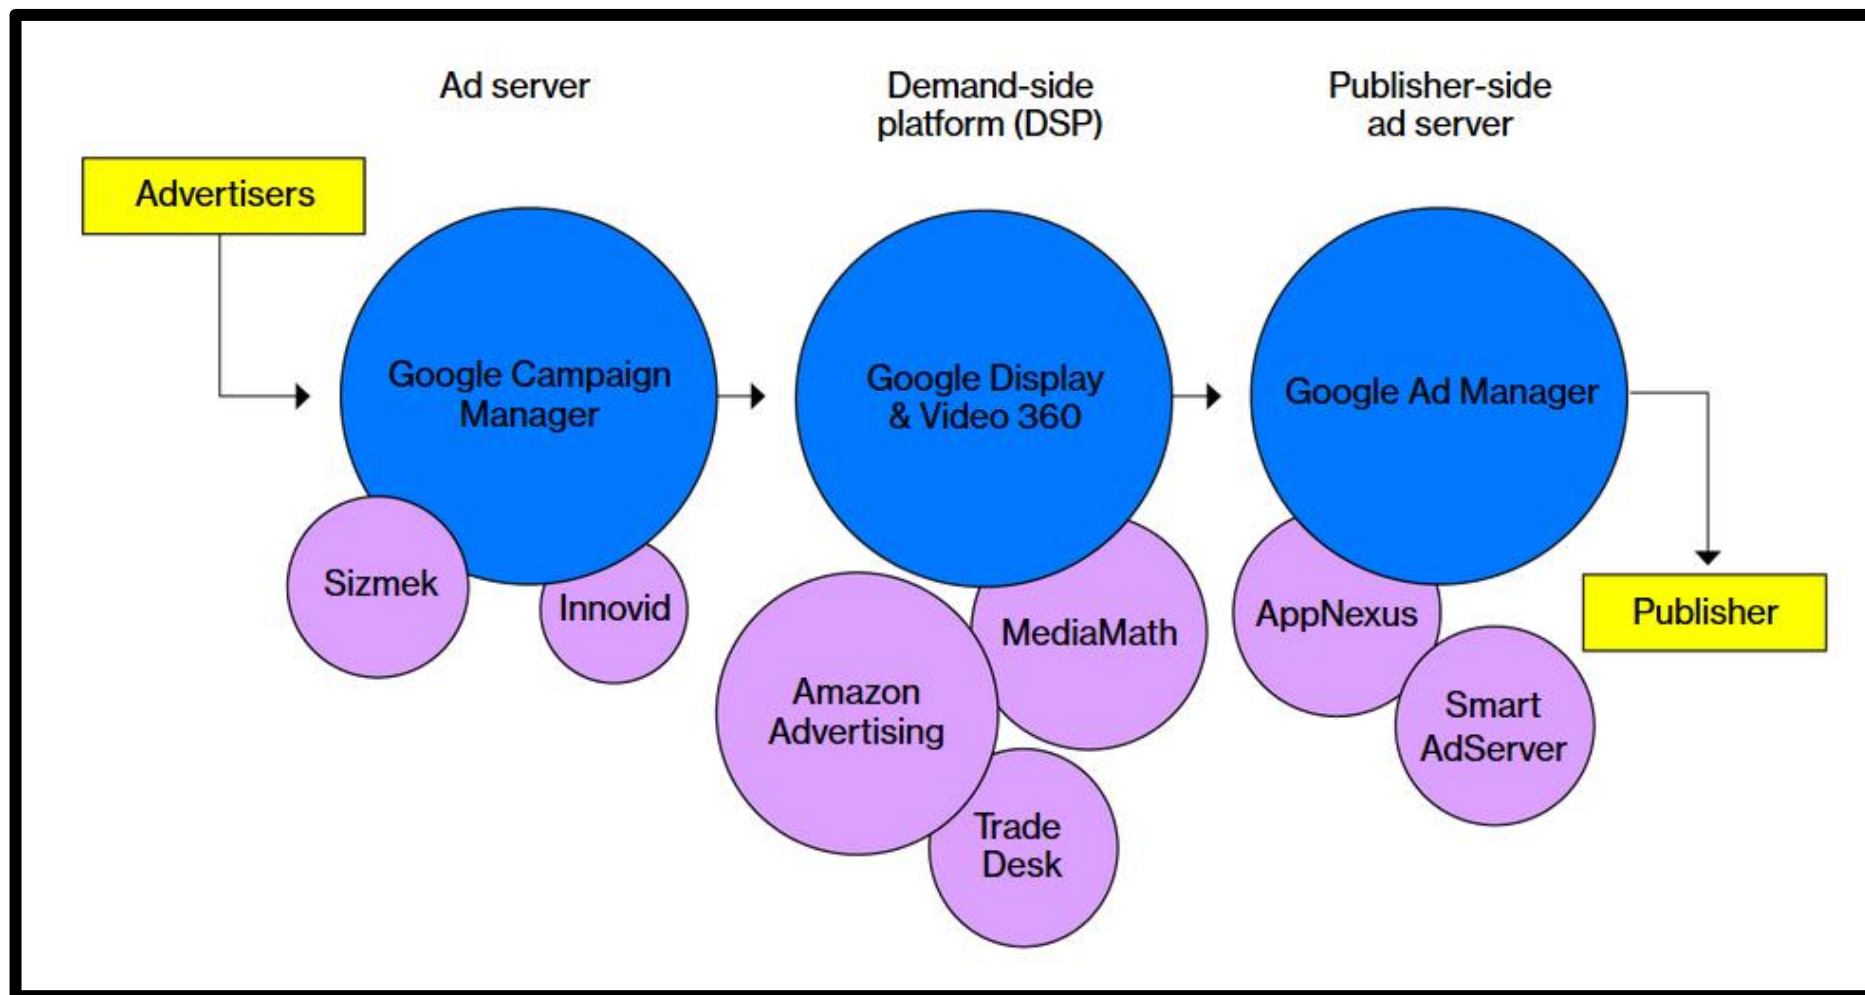 Ad server
Demand-side
platform (DSP)
Publisher-side
ad server
Advertisers
Google Campaign
Manager
Google Display
& Video 360
Google Ad Manager
Sizmek
Innovid
Amazon
Advertising
MediaMath
Trade
Desk
AppNexus
Smart
AdServer
Publisher